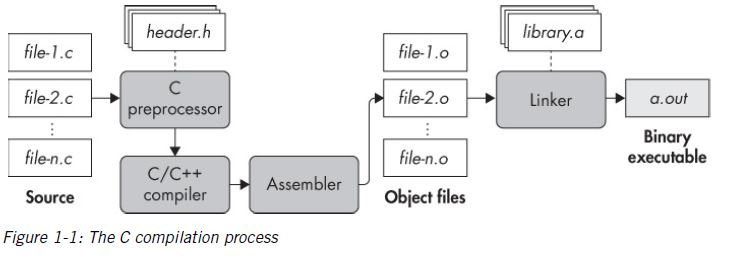 file-1.c
file-2.c
⋮
file-n.c
Source
header.h
C
preprocessor
C/C++
compiler
Assembler
file-1.o
file-2.o
⋮
file-n.o
Object files
library.a
Linker
a.out
Binary
executable
Figure 1-1: The C compilation process